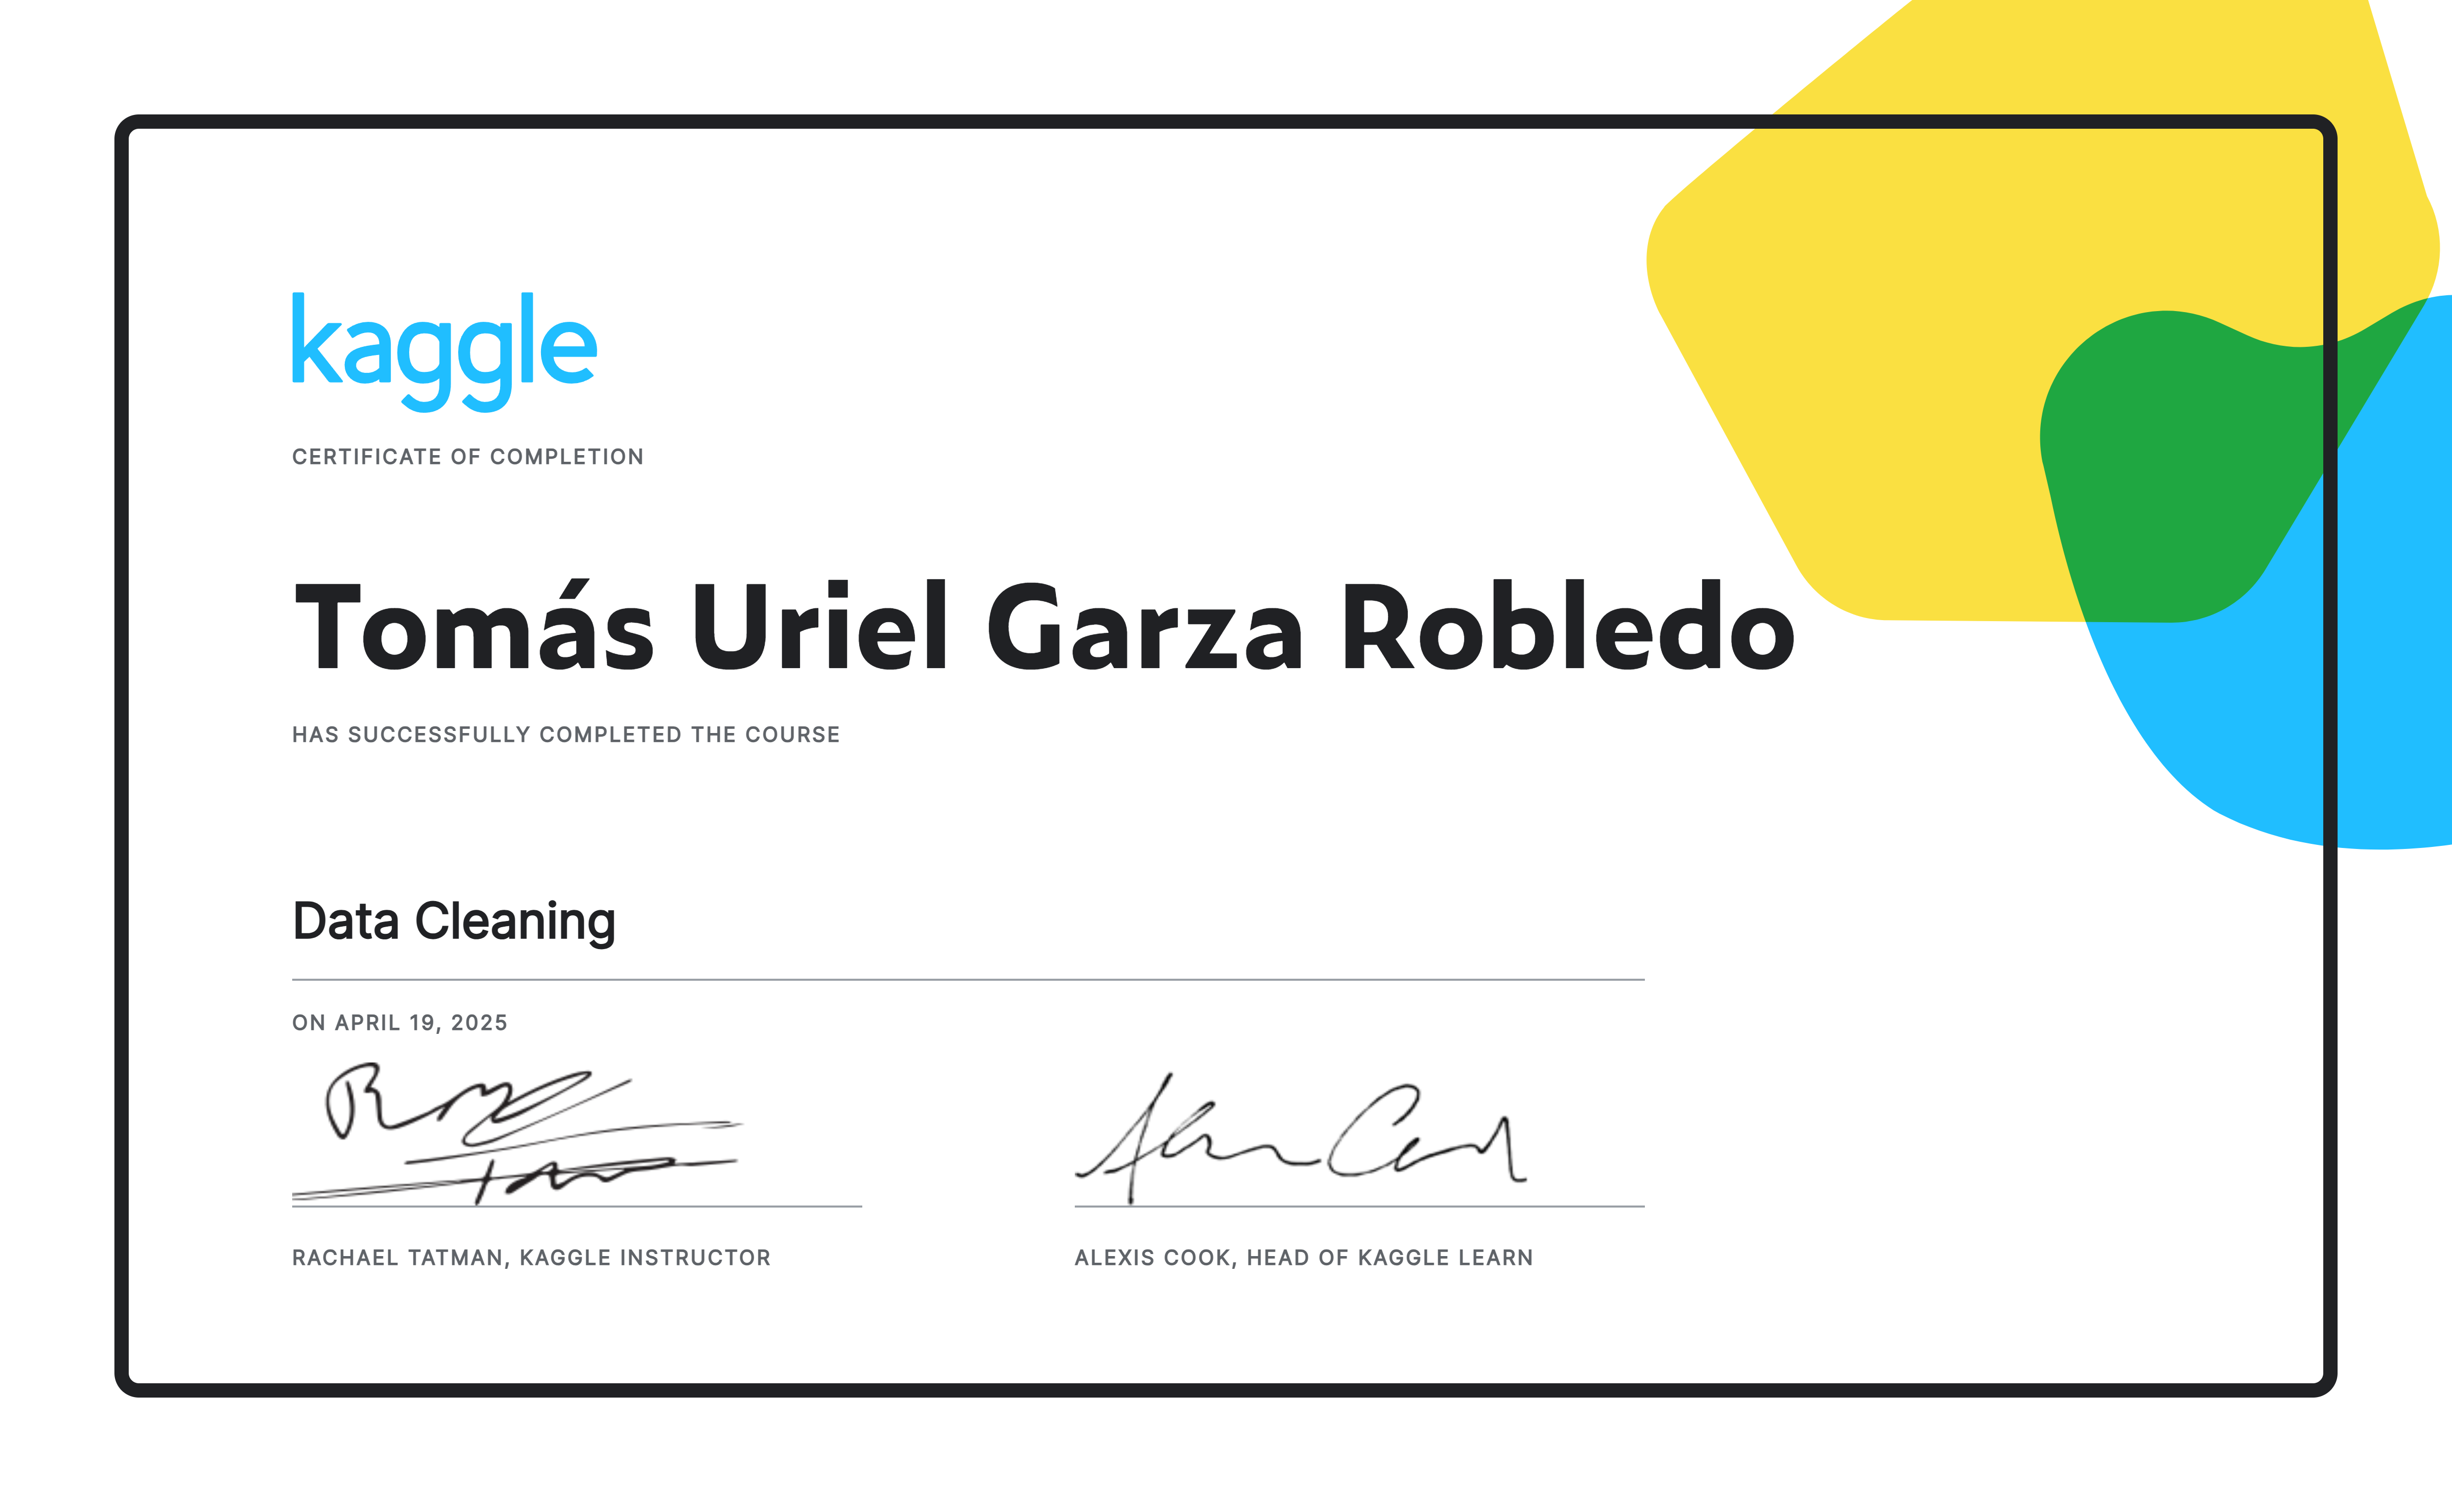 kaggle
CERTIFICATE OF COMPLETION
Tomás Uriel Garza Robledo
HAS SUCCESSFULLY COMPLETED THE COURSE
Data Cleaning
ON APRIL 19, 2025
RACHAEL TATMAN, KAGGLE INSTRUCTOR
ALEXIS COOK, HEAD OF KAGGLE LEARN